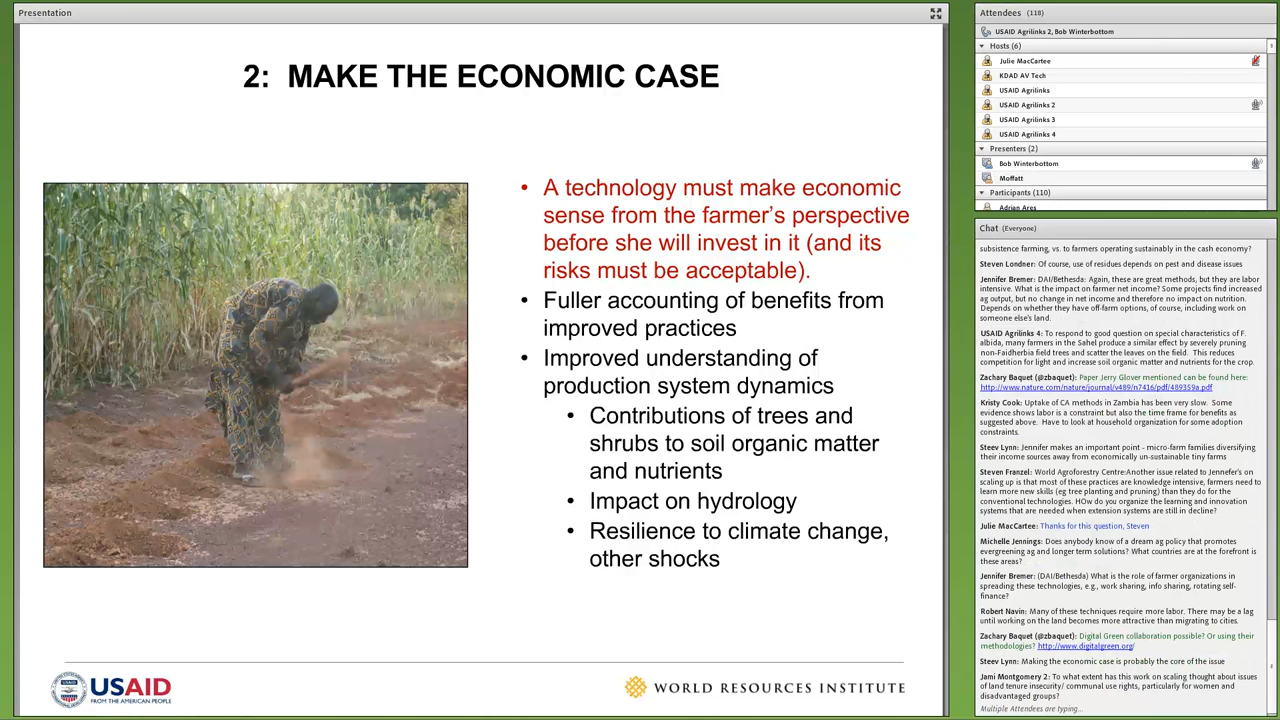 Presentation
2: MAKE THE ECONOMIC CASE
• A technology must make economic
sense from the farmer's perspective
before she will invest in it (and its
risks must be acceptable).
• Fuller accounting of benefits from
improved practices
• Improved understanding of
production system dynamics
• Contributions of trees and
shrubs to soil organic matter
and nutrients
• Impact on hydrology
• Resilience to climate change,
other shocks
USAID
FROM THE AMERICAN PEOPLE
WORLD RESOURCES INSTITUTE
Attendees (118)
USAID Agrilinks 2, Bob Winterbottom
Hosts (6)
Julie MacCartee
KDAD AV Tech
USAID Agrilinks
USAID Agrilinks 2
USAID Agrilinks 3
USAID Agrilinks 4
Presenters (2)
Bob Winterbottom
Moffatt
Participants (110)
Adrian Ares
Chat (Everyone)
subsistence farming, vs. to farmers operating sustainably in the cash economy?
Steven Londner: Of course, use of residues depends on pest and disease issues
Jennifer Bremer: DAI/Bethesda: Again, these are great methods, but they are labor
intensive. What is the impact on farmer net income? Some projects find increased
ag output, but no change in net income and therefore no impact on nutrition.
Depends on whether they have off-farm options, of course, including work on
someone else's land.
USAID Agrilinks 4: To respond to good question on special characteristics of F.
albida, many farmers in the Sahel produce a similar effect by severely pruning
non-Faidherbia field trees and scatter the leaves on the field. This reduces
competition for light and increase soil organic matter and nutrients for the crop.
Zachary Baquet (@zbaquet): Paper Jerry Glover mentioned can be found here:
http://www.nature.com/nature/journal/v489/n7416/pdf/489359a.pdf
Kristy Cook: Uptake of CA methods in Zambia has been very slow. Some
evidence shows labor is a constraint but also the time frame for benefits as
suggested above. Have to look at household organization for some adoption
constraints.
Steev Lynn: Jennifer makes an important point - micro-farm families diversifying
their income sources away from economically un-sustainable tiny farms
Steven Franzel: World Agroforestry Centre:Another issue related to Jennefer's on
scaling up is that most of these practices are knowledge intensive, farmers need to
learn more new skills (eg tree planting and pruning) than they do for the
conventional technologies. HOw do you organize the learning and innovation
systems that are needed when extension systems are still in decline?
Julie MacCartee: Thanks for this question, Steven
Michelle Jennings: Does anybody know of a dream ag policy that promotes
evergreening ag and longer term solutions? What countries are at the forefront is
these areas?
Jennifer Bremer: (DAI/Bethesda) What is the role of farmer organizations in
spreading these technologies, e.g., work sharing, info sharing, rotating self-
finance?
Robert Navin: Many of these techniques require more labor. There may be a lag
until working on the land becomes more attractive than migrating to cities.
Zachary Baquet (@zbaquet): Digital Green collaboration possible? Or using their
methodologies? http://www.digitalgreen.org/
Steev Lynn: Making the economic case is probably the core of the issue
Jami Montgomery 2: To what extent has this work on scaling thought about issues
of land tenure insecurity/ communal use rights, particularly for women and
disadvantaged groups?
Multiple Attendees are typing...